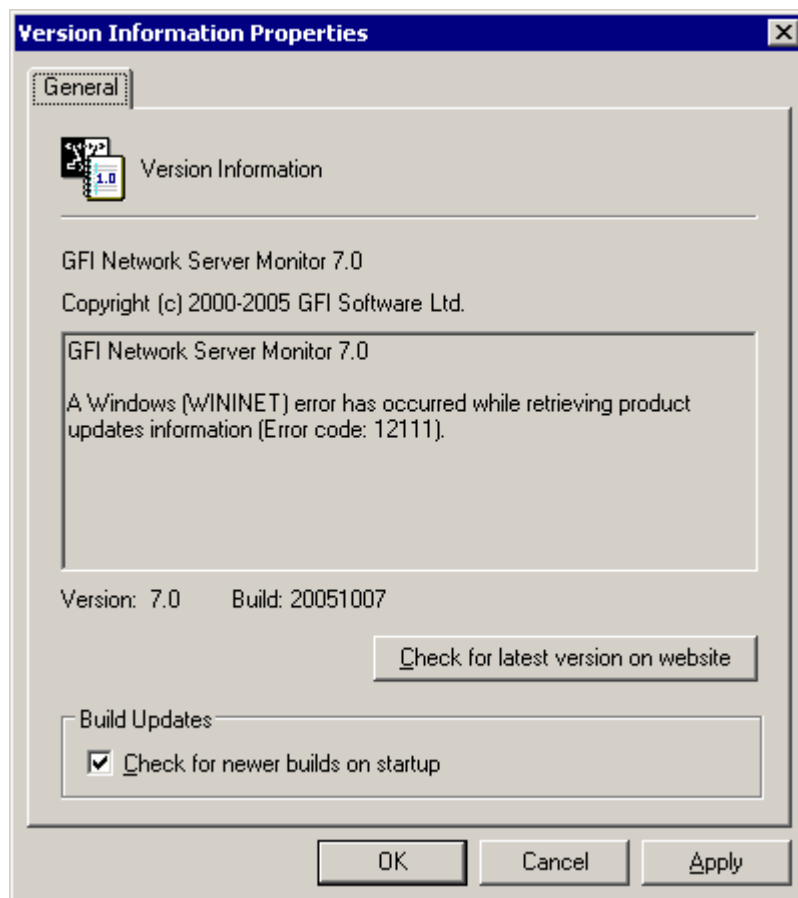 Version Information Properties
General
1.0
Version Information
GFI Network Server Monitor 7.0
Copyright (c) 2000-2005 GFI Software Ltd.
GFI Network Server Monitor 7.0
A Windows (WININET) error has occurred while retrieving product
updates information (Error code: 12111).
Version: 7.0 Build: 20051007
Check for latest version on website
Build Updates
Check for newer builds on startup
OK Cancel Apply